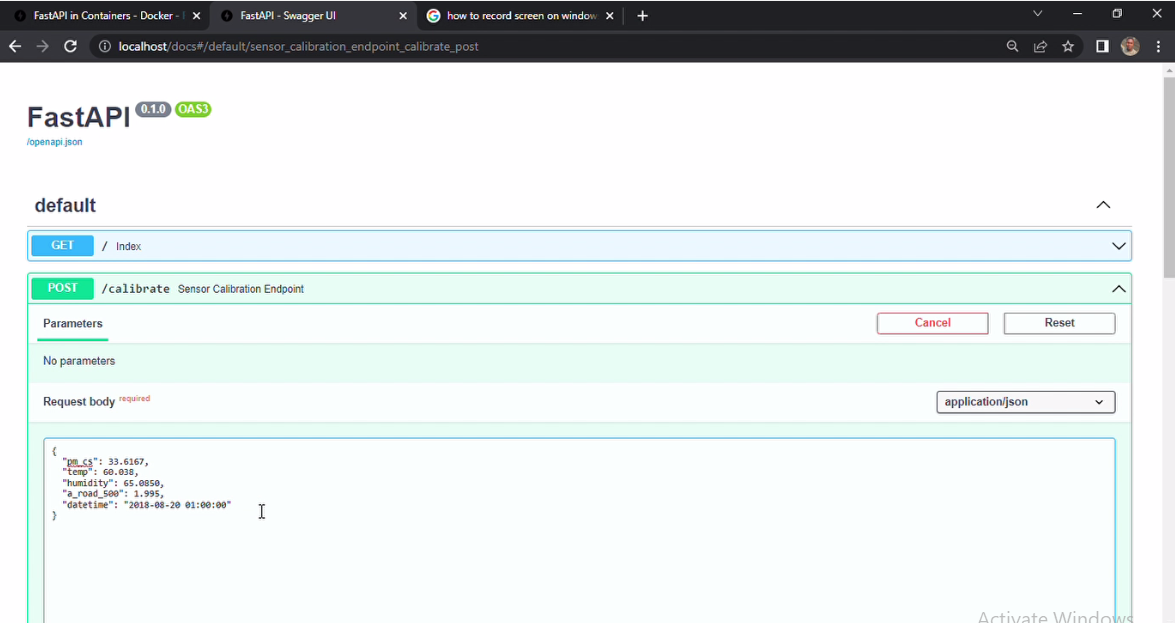 FastAPI in Containers - Docker -
FastAPI - Swagger UI
how to record screen on window
localhost/docs#/default/sensor_calibration_endpoint_calibrate_post
FastAPI 0.1.0 OAS3
/openapi.json
default
GET / Index
POST /calibrate Sensor Calibration Endpoint
Parameters
Cancel
Reset
No parameters
Request body required
application/json
{
"pm_cs": 33.6167,
"temp": 60.038,
"humidity": 65.0850,
"a_road_500": 1.995,
"datetime": "2018-08-20 01:00:00"
}
Activate Windows